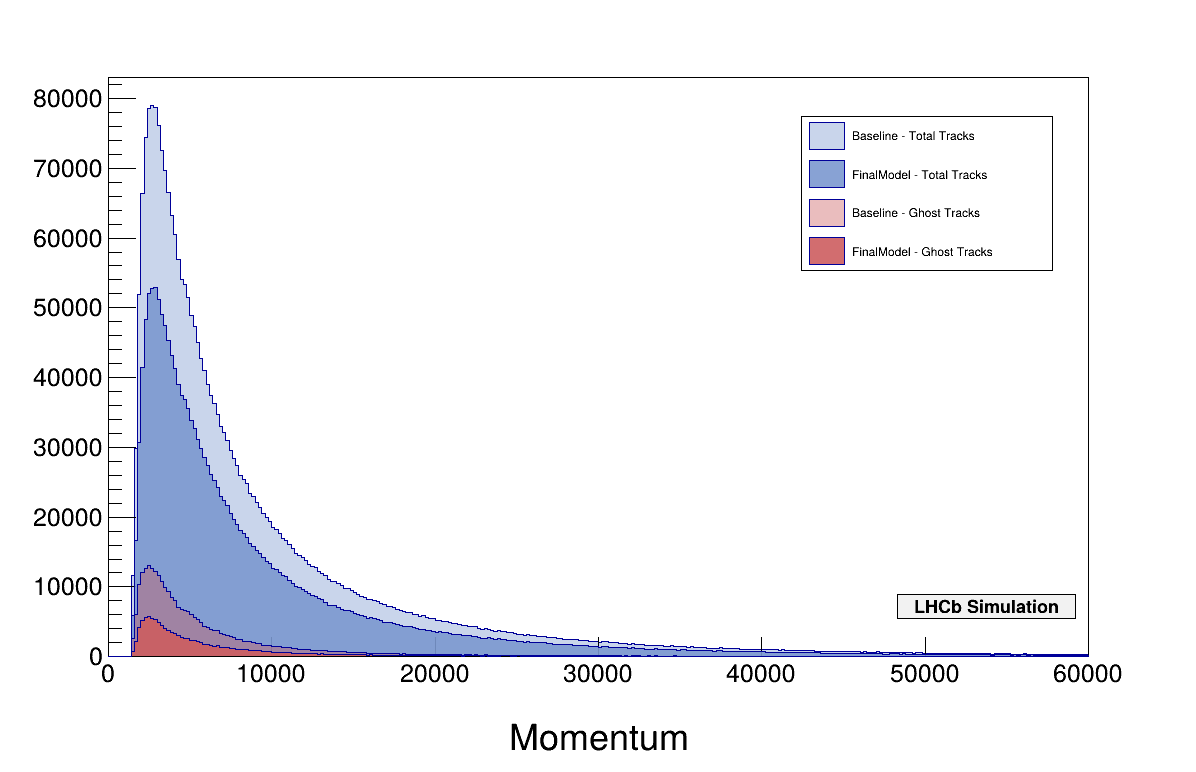 80000
70000
60000
50000
40000
30000
20000
10000
0
Baseline - Total Tracks
FinalModel - Total Tracks
Baseline - Ghost Tracks
FinalModel - Ghost Tracks
LHCb Simulation
0 10000 20000 30000 40000 50000 60000
Momentum